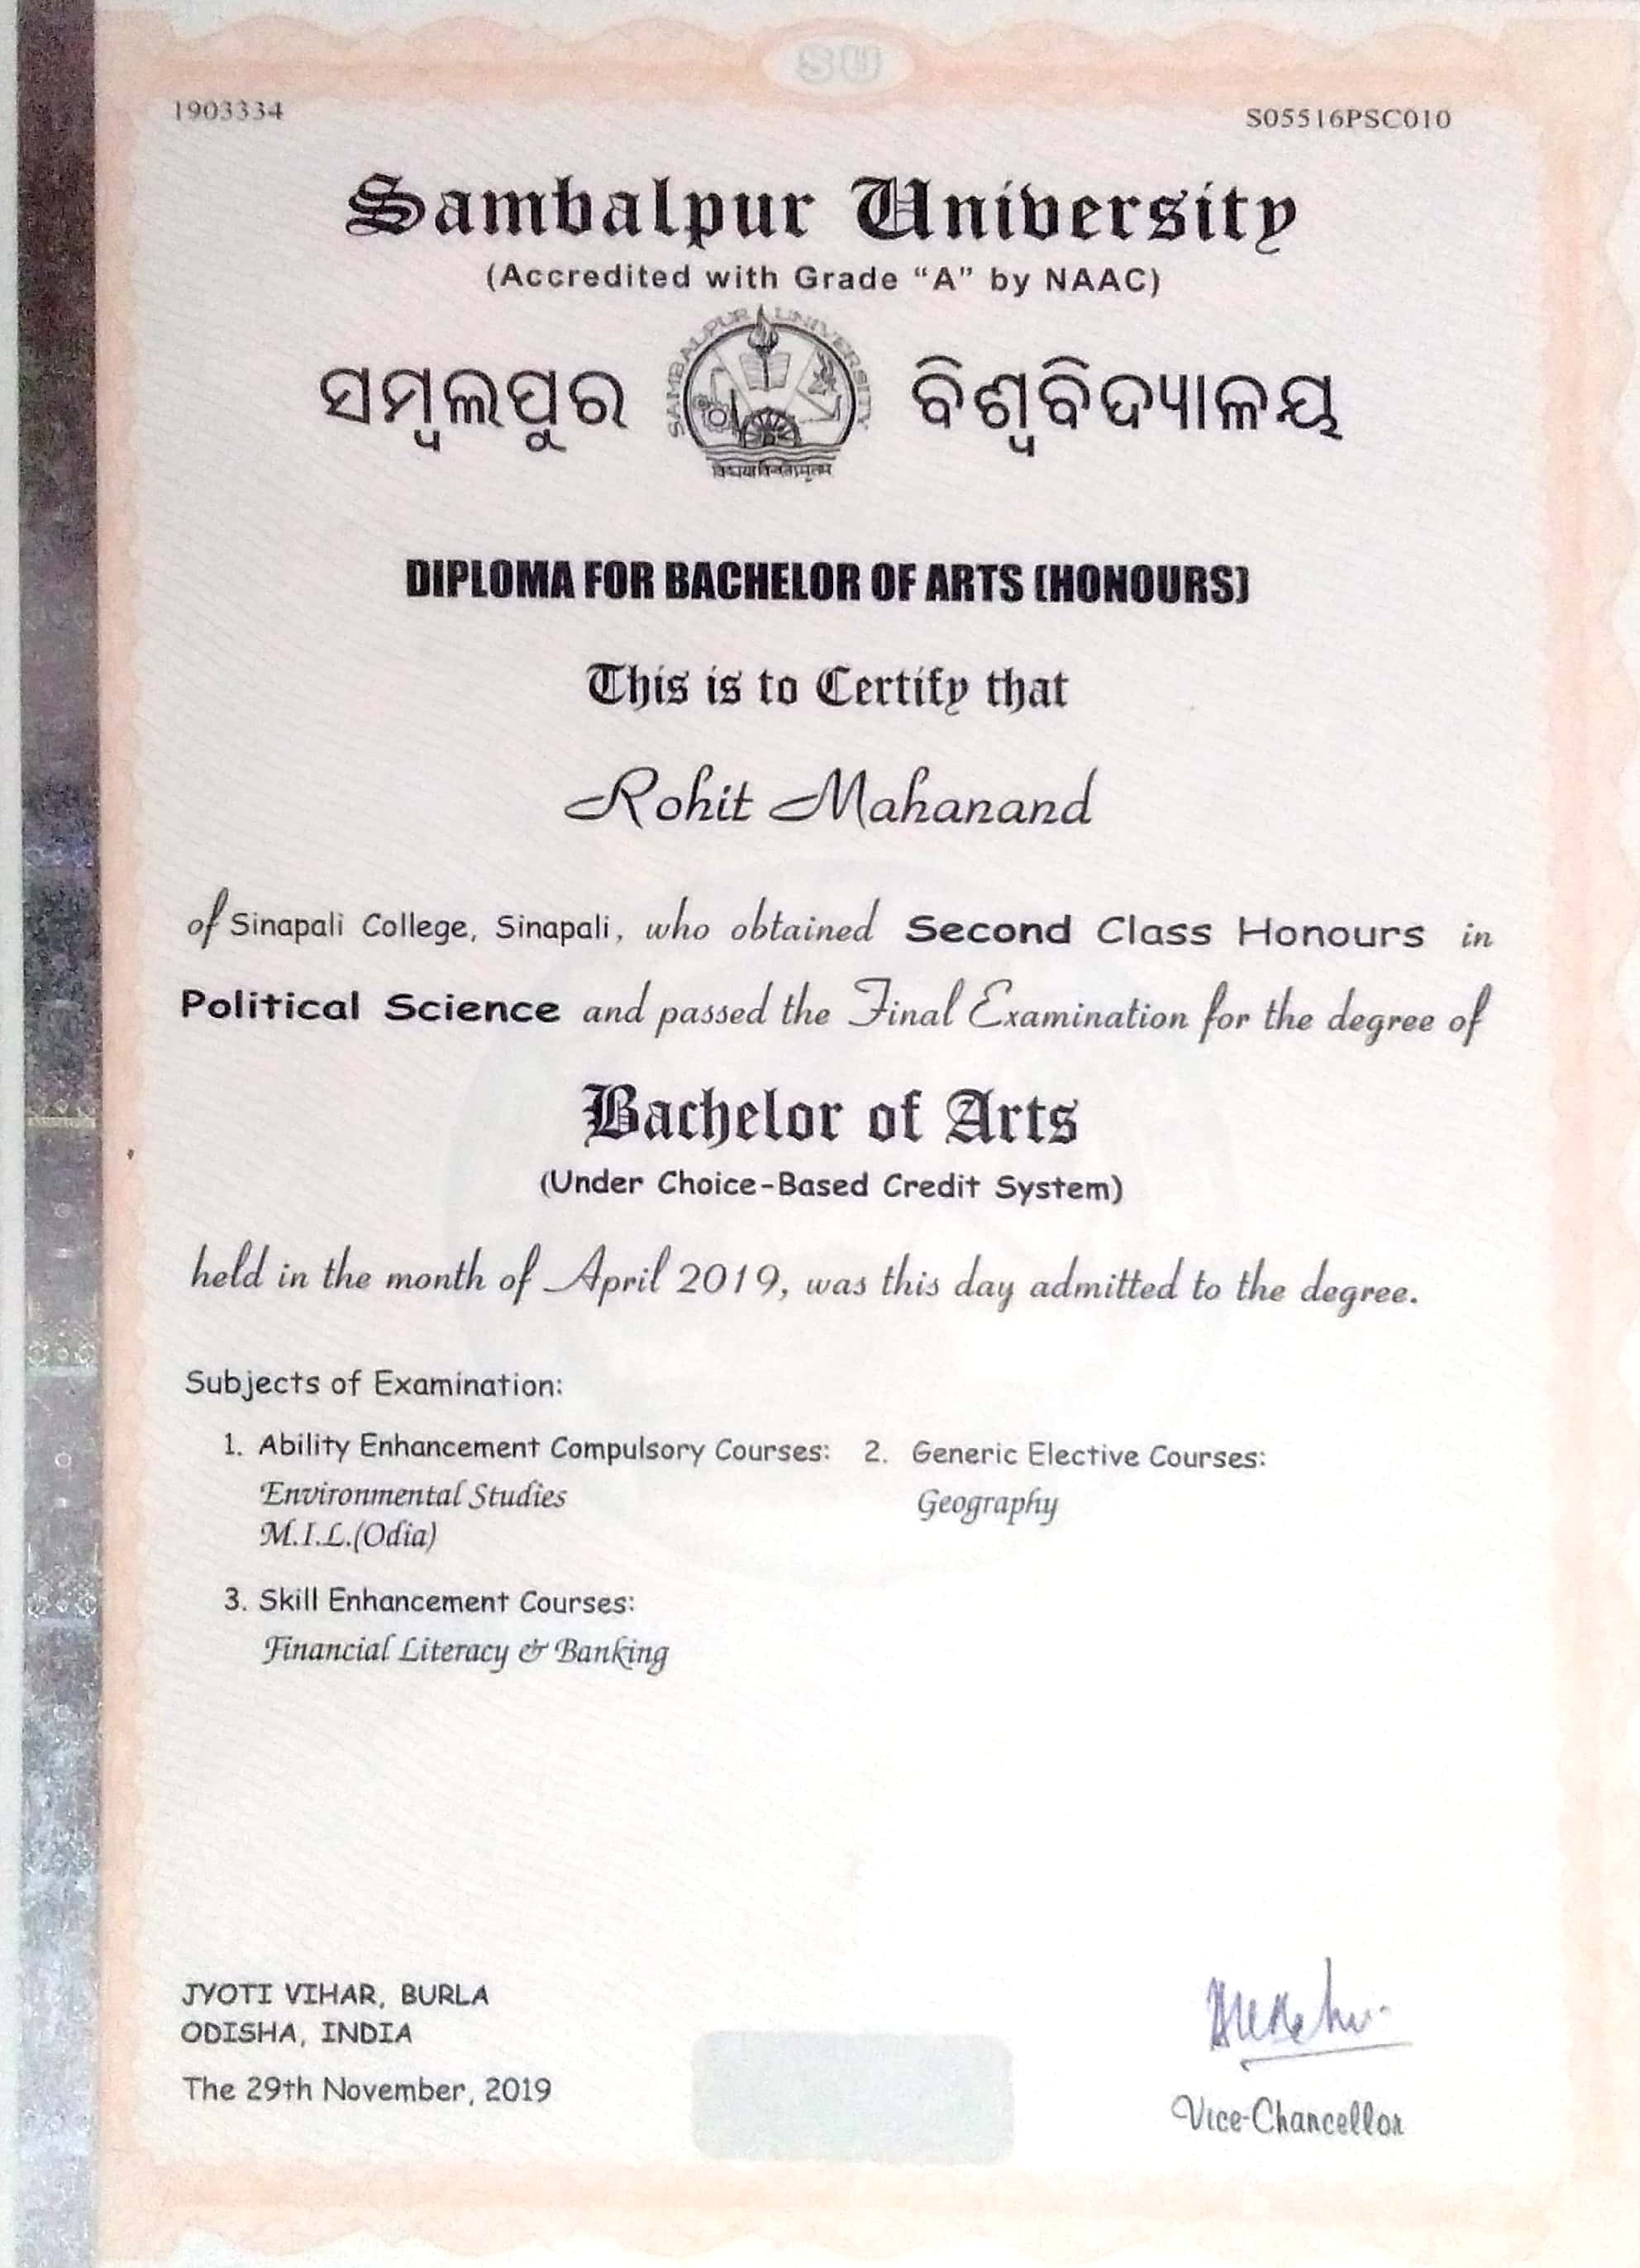 SU
1903334
S05516PSC010
Sambalpur University
(Accredited with Grade “A” by NAAC)
SAMBALPUR UNIVERSITY
ସମ୍ବଲପୁର ବିଶ୍ୱବିଦ୍ୟାଳୟ
DIPLOMA FOR BACHELOR OF ARTS (HONOURS)
This is to Certify that
Rohit Mahanand
of Sinapali College, Sinapali, who obtained Second Class Honours in
Political Science and passed the Final Examination for the degree of
Bachelor of Arts
(Under Choice-Based Credit System)
held in the month of April 2019, was this day admitted to the degree.
Subjects of Examination:
1. Ability Enhancement Compulsory Courses: 2. Generic Elective Courses:
Environmental Studies Geography
M.I.L.(Odia)
3. Skill Enhancement Courses:
Financial Literacy & Banking
JYOTI VIHAR, BURLA
ODISHA, INDIA
The 29th November, 2019
Vice-Chancellor